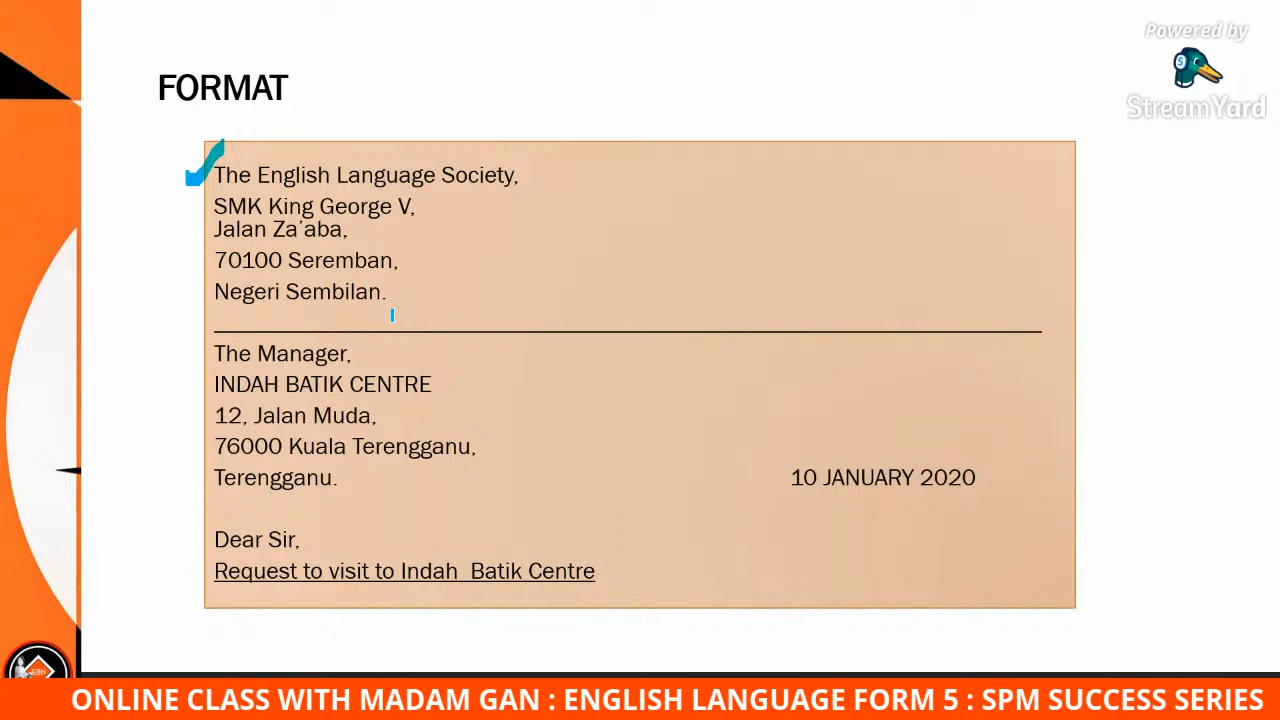 Powered by
StreamYard
FORMAT
The English Language Society,
SMK King George V,
Jalan Za’aba,
70100 Seremban,
Negeri Sembilan.
The Manager,
INDAH BATIK CENTRE
12, Jalan Muda,
76000 Kuala Terengganu,
Terengganu. 10 JANUARY 2020
Dear Sir,
Request to visit to Indah  Batik Centre
ONLINE CLASS WITH MADAM GAN : ENGLISH LANGUAGE FORM 5 : SPM SUCCESS SERIES